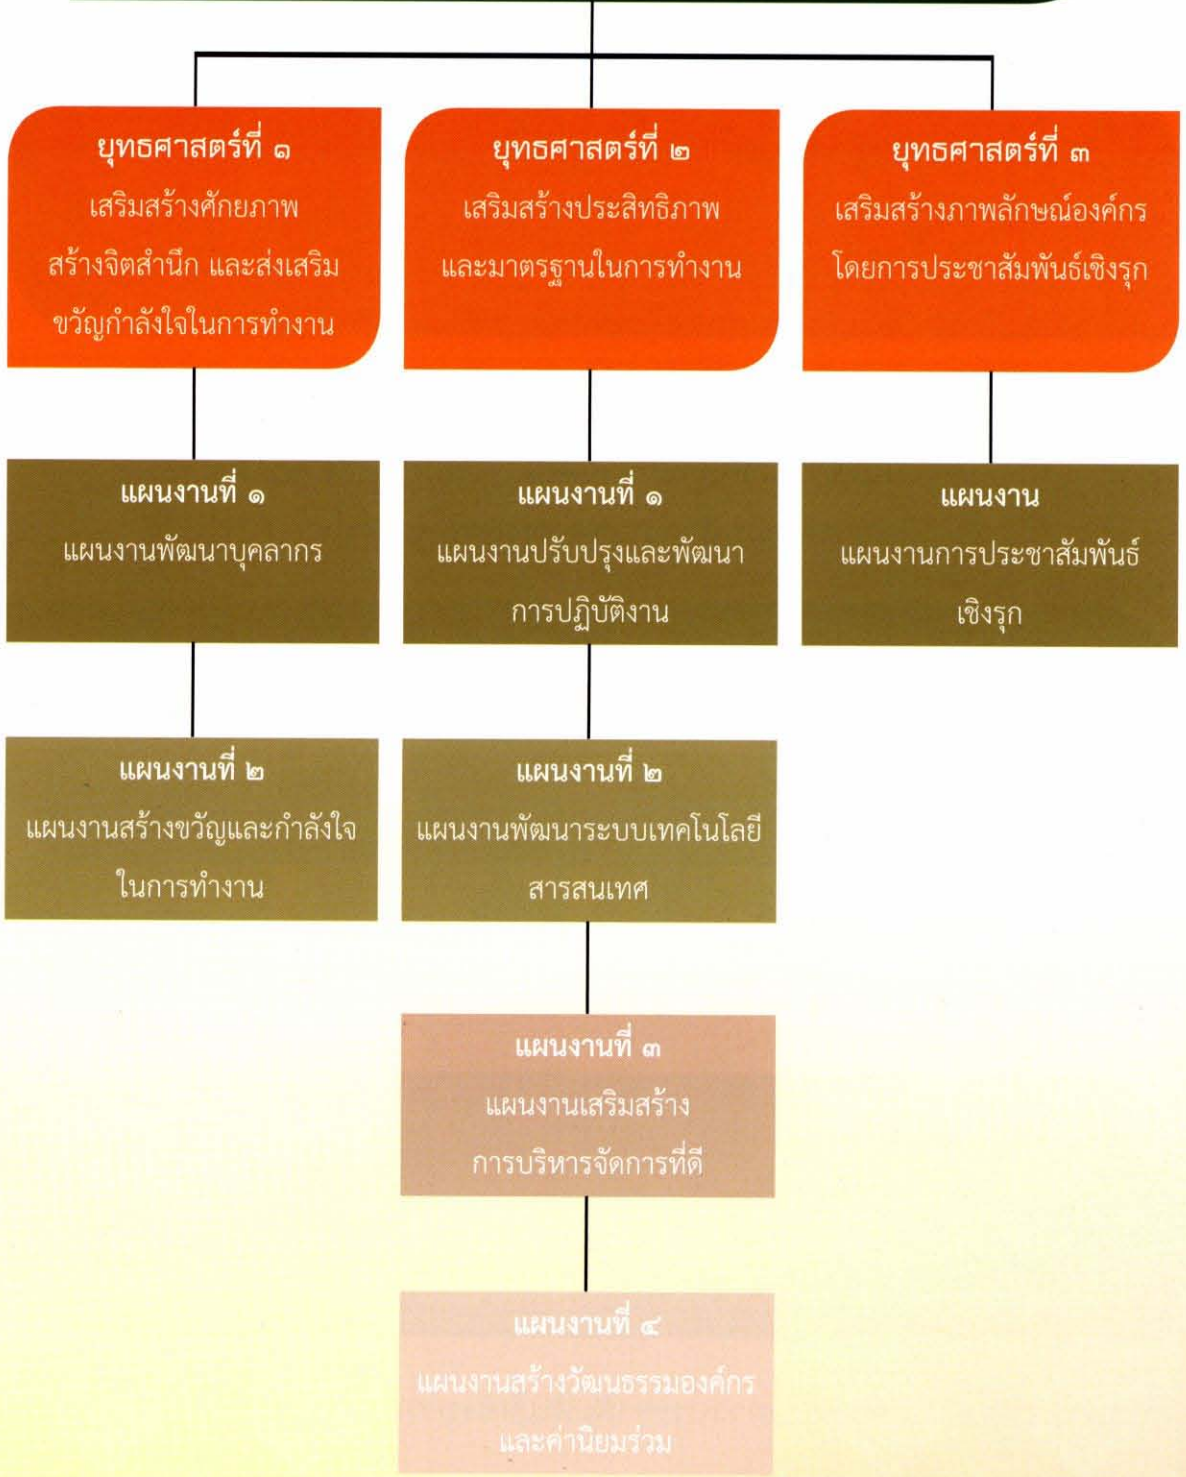 ยุทธศาสตร์ที่ ๑
เสริมสร้างศักยภาพ
สร้างจิตสำนึก และส่งเสริม
ขวัญกำลังใจในการทำงาน
ยุทธศาสตร์ที่ ๒
เสริมสร้างประสิทธิภาพ
และมาตรฐานในการทำงาน
ยุทธศาสตร์ที่ ๓
เสริมสร้างภาพลักษณ์องค์กร
โดยการประชาสัมพันธ์เชิงรุก
แผนงานที่ ๑
แผนงานพัฒนาบุคลากร
แผนงานที่ ๑
แผนงานปรับปรุงและพัฒนา
การปฏิบัติงาน
แผนงาน
แผนงานการประชาสัมพันธ์
เชิงรุก
แผนงานที่ ๒
แผนงานสร้างขวัญและกำลังใจ
ในการทำงาน
แผนงานที่ ๒
แผนงานพัฒนาระบบเทคโนโลยี
สารสนเทศ
แผนงานที่ ๓
แผนงานเสริมสร้าง
การบริหารจัดการที่ดี
แผนงานที่ ๔
แผนงานสร้างวัฒนธรรมองค์กร
และค่านิยมร่วม